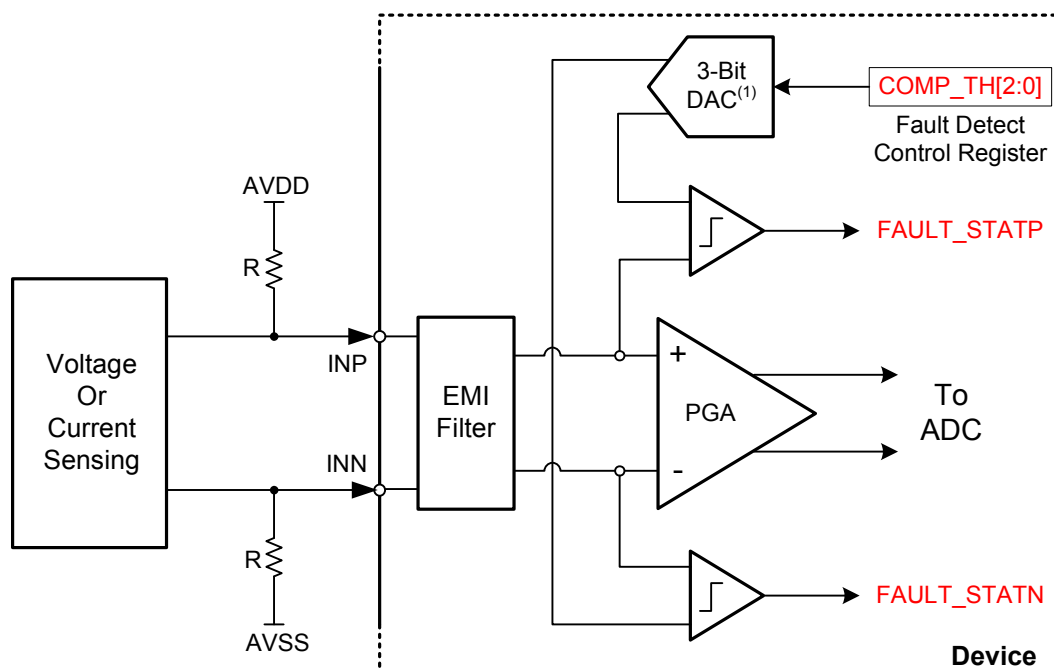 3-Bit
DAC(1)
COMP_TH[2:0]
Fault Detect
Control Register
AVDD
R
FAULT_STATP
Voltage
Or
Current
Sensing
INP
INN
EMI
Filter
+
PGA
-
To
ADC
R
AVSS
FAULT_STATN
Device